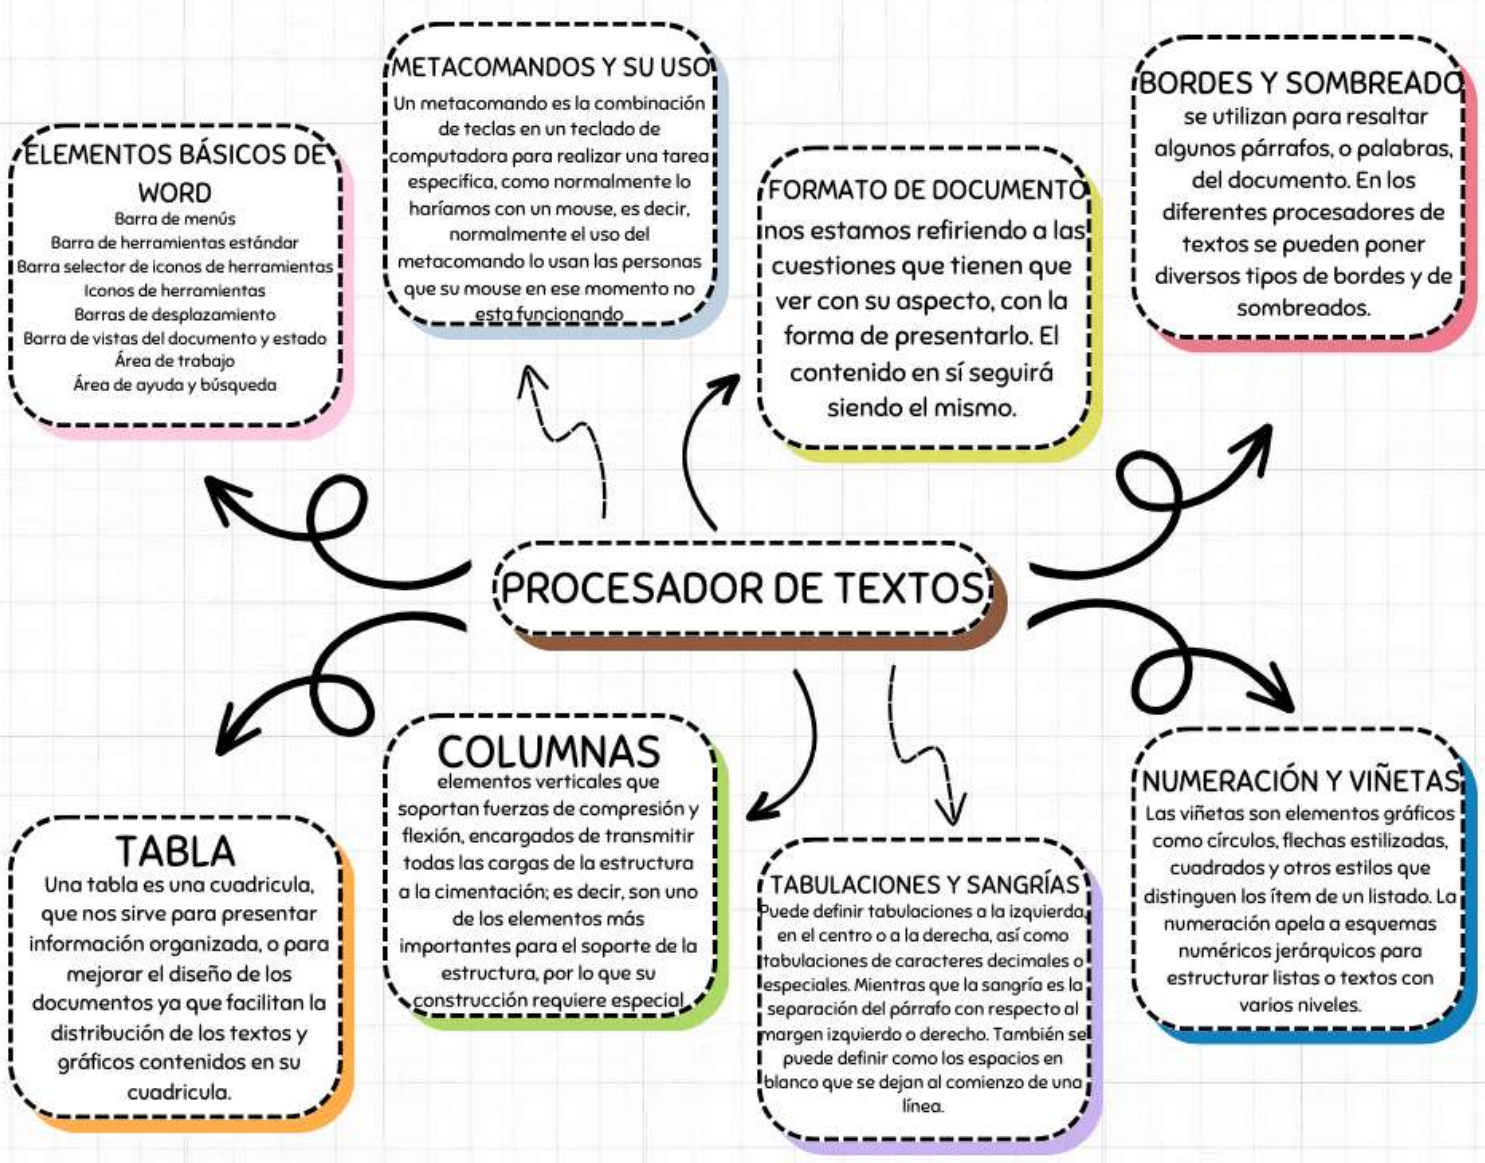 ELEMENTOS BÁSICOS DE
WORD
Barra de menús
Barra de herramientas estándar
Barra selector de iconos de herramientas
Iconos de herramientas
Barras de desplazamiento
Barra de vistas del documento y estado
Área de trabajo
Área de ayuda y búsqueda
METACOMANDOS Y SU USO
Un metacomando es la combinación
de teclas en un teclado de
computadora para realizar una tarea
especifica, como normalmente lo
haríamos con un mouse, es decir,
normalmente el uso del
metacomando lo usan las personas
que su mouse en ese momento no
esta funcionando
FORMATO DE DOCUMENTO
nos estamos refiriendo a las
cuestiones que tienen que
ver con su aspecto, con la
forma de presentarlo. El
contenido en sí seguirá
siendo el mismo.
BORDES Y SOMBREADO
se utilizan para resaltar
algunos párrafos, o palabras,
del documento. En los
diferentes procesadores de
textos se pueden poner
diversos tipos de bordes y de
sombreados.
PROCESADOR DE TEXTOS
TABLA
Una tabla es una cuadricula,
que nos sirve para presentar
información organizada, o para
mejorar el diseño de los
documentos ya que facilitan la
distribución de los textos y
gráficos contenidos en su
cuadricula.
COLUMNAS
elementos verticales que
soportan fuerzas de compresión y
flexión, encargados de transmitir
todas las cargas de la estructura
a la cimentación; es decir, son uno
de los elementos más
importantes para el soporte de la
estructura, por lo que su
construcción requiere especial
TABULACIONES Y SANGRÍAS
Puede definir tabulaciones a la izquierda,
en el centro o a la derecha, así como
tabulaciones de caracteres decimales o
especiales. Mientras que la sangría es la
separación del párrafo con respecto al
margen izquierdo o derecho. También se
puede definir como los espacios en
blanco que se dejan al comienzo de una
línea.
NUMERACIÓN Y VIÑETAS
Las viñetas son elementos gráficos
como círculos, flechas estilizadas,
cuadrados y otros estilos que
distinguen los ítem de un listado. La
numeración apela a esquemas
numéricos jerárquicos para
estructurar listas o textos con
varios niveles.